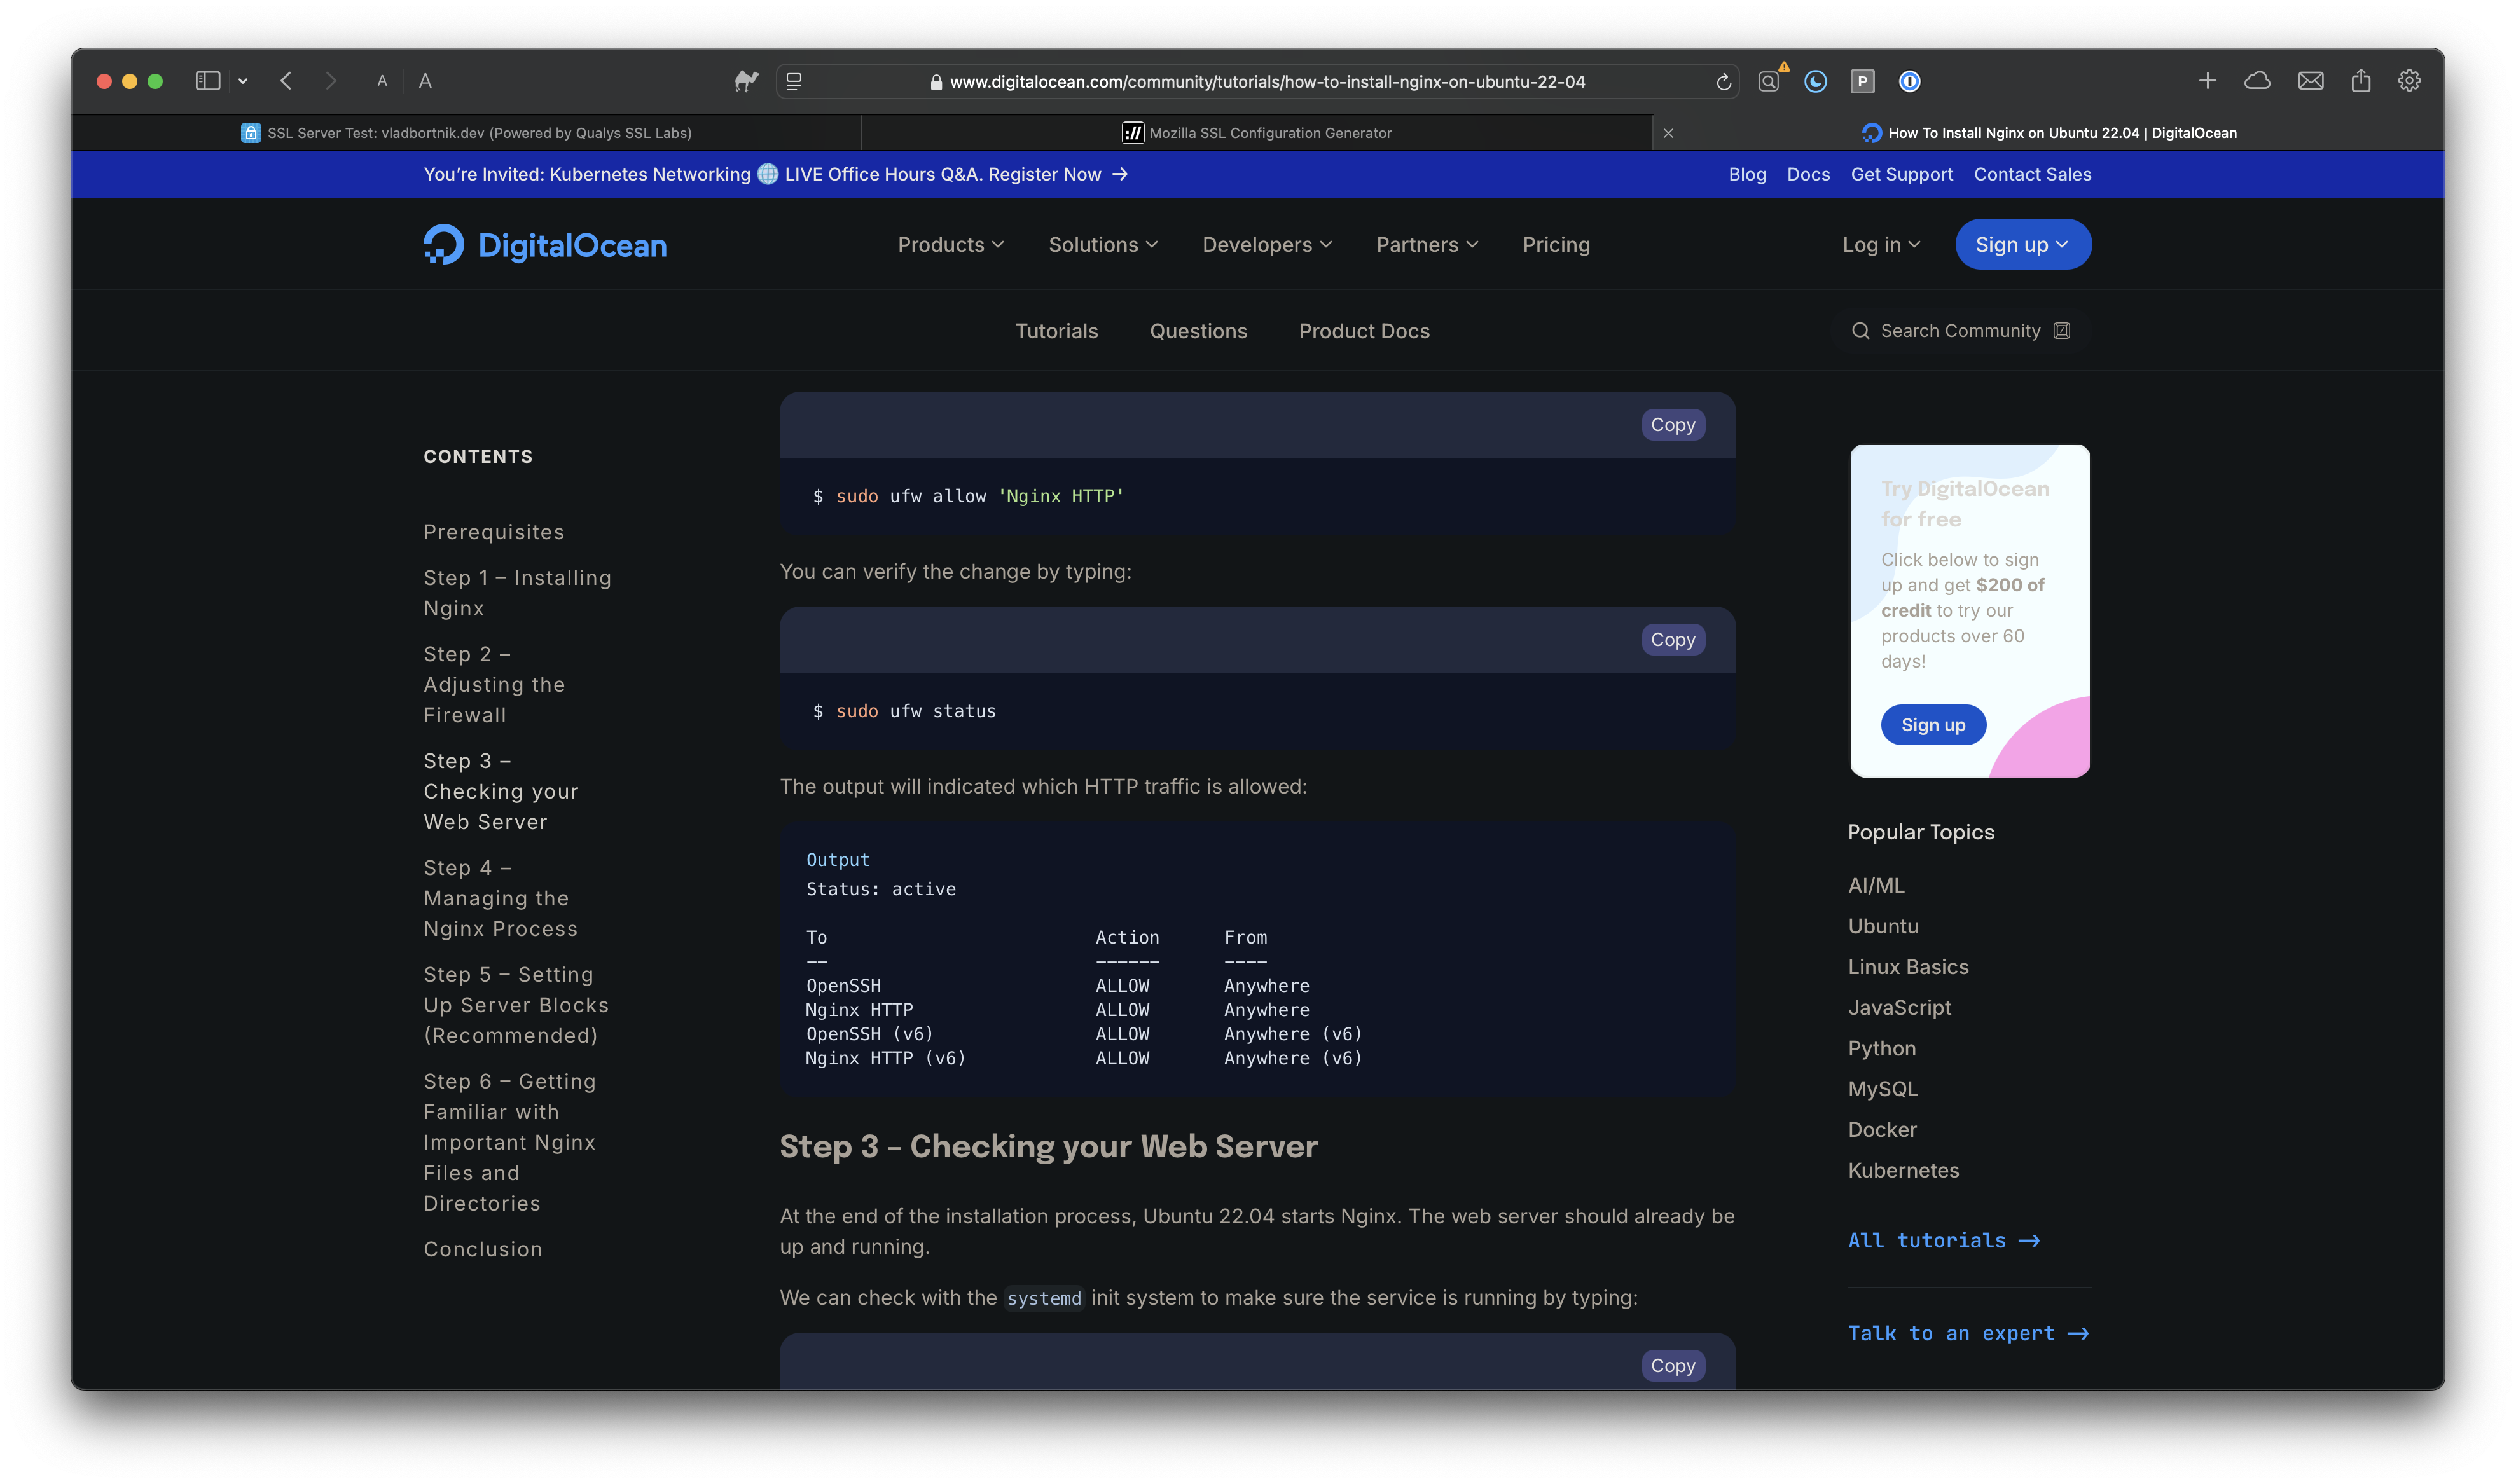 A A
www.digitalocean.com/community/tutorials/how-to-install-nginx-on-ubuntu-22-04
P
SSL Server Test: vladbortnik.dev (Powered by Qualys SSL Labs)
:// Mozilla SSL Configuration Generator
How To Install Nginx on Ubuntu 22.04 | DigitalOcean
You’re Invited: Kubernetes Networking 🌐 LIVE Office Hours Q&A. Register Now →
Blog Docs Get Support Contact Sales
DigitalOcean
Products Solutions Developers Partners Pricing
Log in Sign up
Tutorials Questions Product Docs
Search Community /
CONTENTS
Prerequisites
Step 1 – Installing
Nginx
Step 2 –
Adjusting the
Firewall
Step 3 –
Checking your
Web Server
Step 4 –
Managing the
Nginx Process
Step 5 – Setting
Up Server Blocks
(Recommended)
Step 6 – Getting
Familiar with
Important Nginx
Files and
Directories
Conclusion
Copy
$ sudo ufw allow 'Nginx HTTP'
You can verify the change by typing:
Copy
$ sudo ufw status
The output will indicated which HTTP traffic is allowed:
Output
Status: active
To Action From
-- ------ ----
OpenSSH ALLOW Anywhere
Nginx HTTP ALLOW Anywhere
OpenSSH (v6) ALLOW Anywhere (v6)
Nginx HTTP (v6) ALLOW Anywhere (v6)
Step 3 – Checking your Web Server
At the end of the installation process, Ubuntu 22.04 starts Nginx. The web server should already be
up and running.
We can check with the systemd init system to make sure the service is running by typing:
Copy
Try DigitalOcean
for free
Click below to sign
up and get $200 of
credit to try our
products over 60
days!
Sign up
Popular Topics
AI/ML
Ubuntu
Linux Basics
JavaScript
Python
MySQL
Docker
Kubernetes
All tutorials →
Talk to an expert →